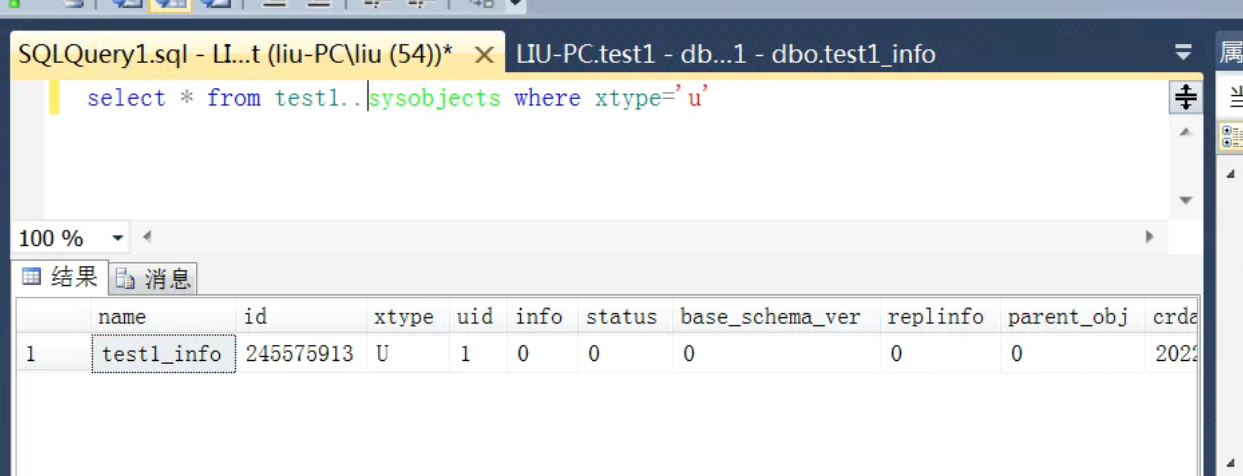 SQLQuery1.sql - LI...t (liu-PC\liu (54))* LIU-PC.test1 - db...1 - dbo.test1_info
select * from test1..sysobjects where xtype='u'
100 %
结果 消息
name id xtype uid info status base_schema_ver replinfo parent_obj crda
1 test1_info 245575913 U 1 0 0 0 0 0 2022